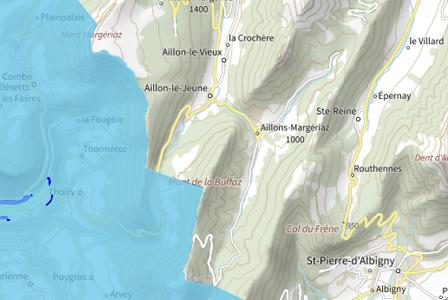 Plainpalais
1400
la Crochère
Mont Margériaz
Aillon-le-Vieux
le Villard
Combe
Déserts
les Favres
Aillon-le-Jeune
Épernay
Ste-Reine
la Fougère
Aillons-Margériaz
1000
Thorméroz
Dent d'A
Routhennes
Mont de la Buffaz
Thoiry
Col du Frêne
950
St-Pierre-d'Albigny
Puygros
Arvey
Albigny